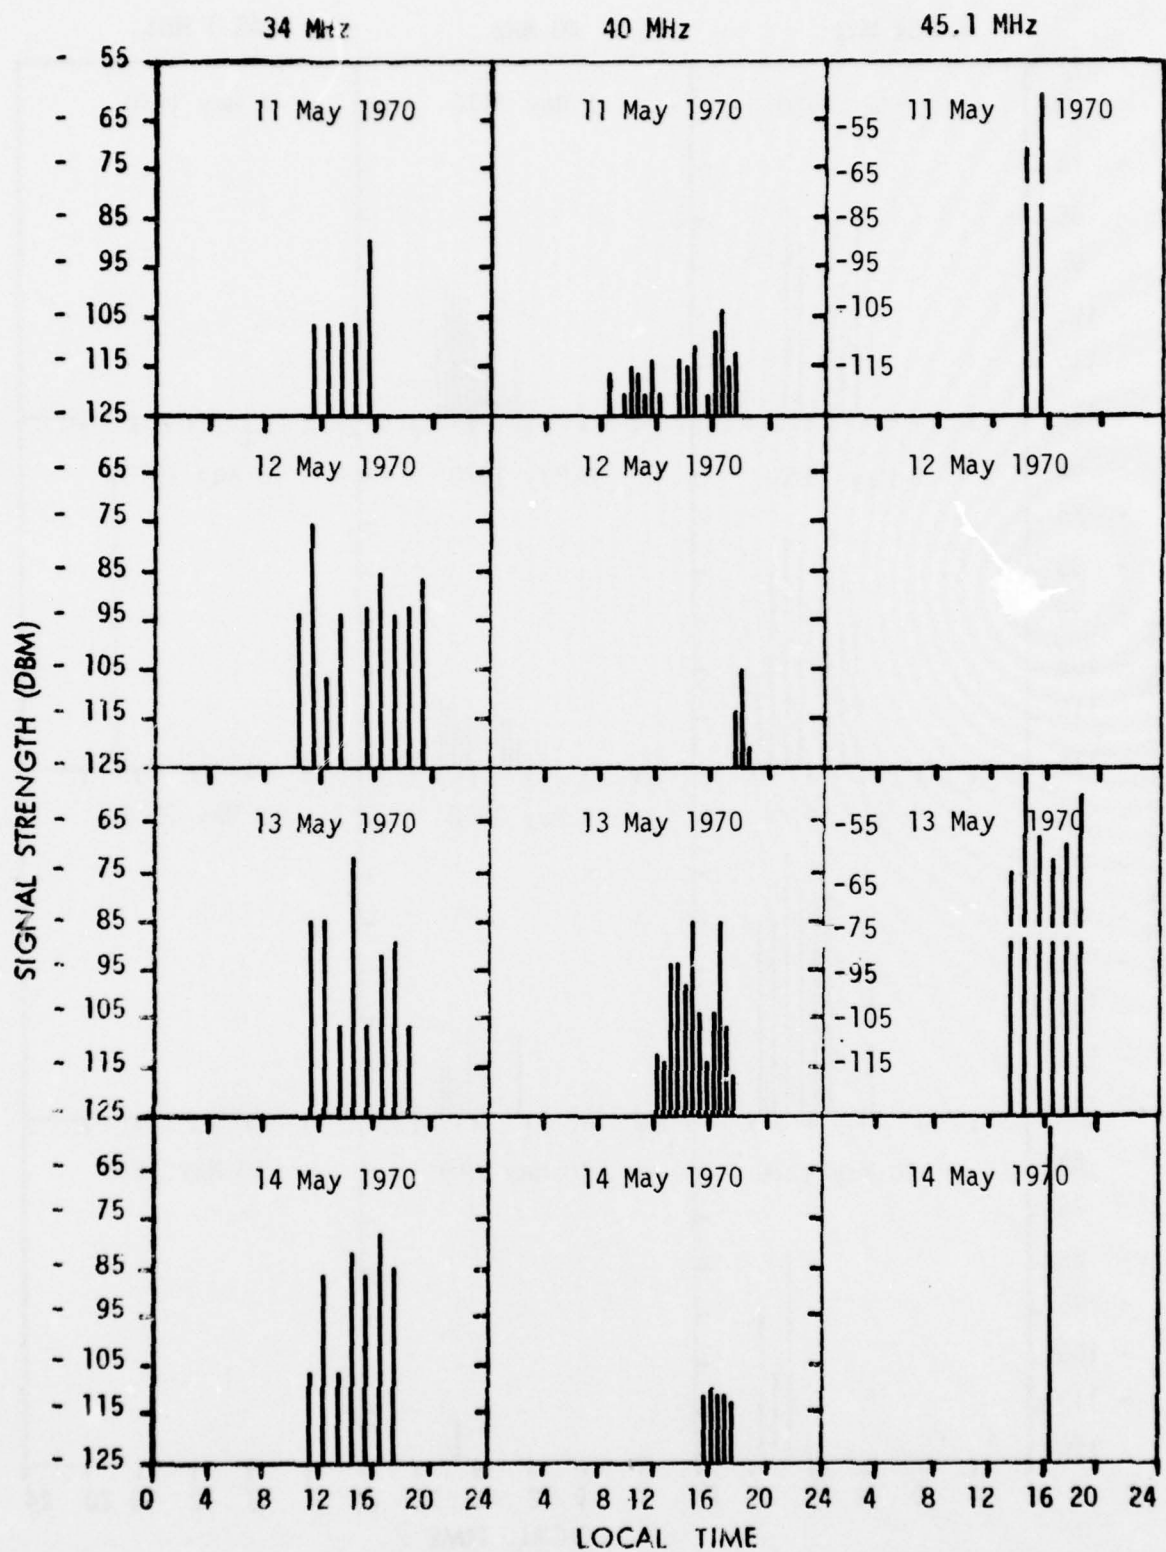 34 MHz 40 MHz 45.1 MHz
- 55
11 May 1970 11 May 1970 11 May 1970
- 65 -55
- 75 -65
- 85 -85
- 95 -95
- 105 -105
- 115 -115
- 125
12 May 1970 12 May 1970 12 May 1970
- 65
- 75
- 85
- 95
- 105
- 115
- 125
SIGNAL STRENGTH (DBM)
13 May 1970 13 May 1970 13 May 1970
- 65 -55
- 75 -65
- 85 -75
- 95 -95
- 105 -105
- 115 -115
- 125
14 May 1970 14 May 1970 14 May 1970
- 65
- 75
- 85
- 95
- 105
- 115
- 125
0 4 8 12 16 20 24 4 8 12 16 20 24 4 8 12 16 20 24
LOCAL TIME